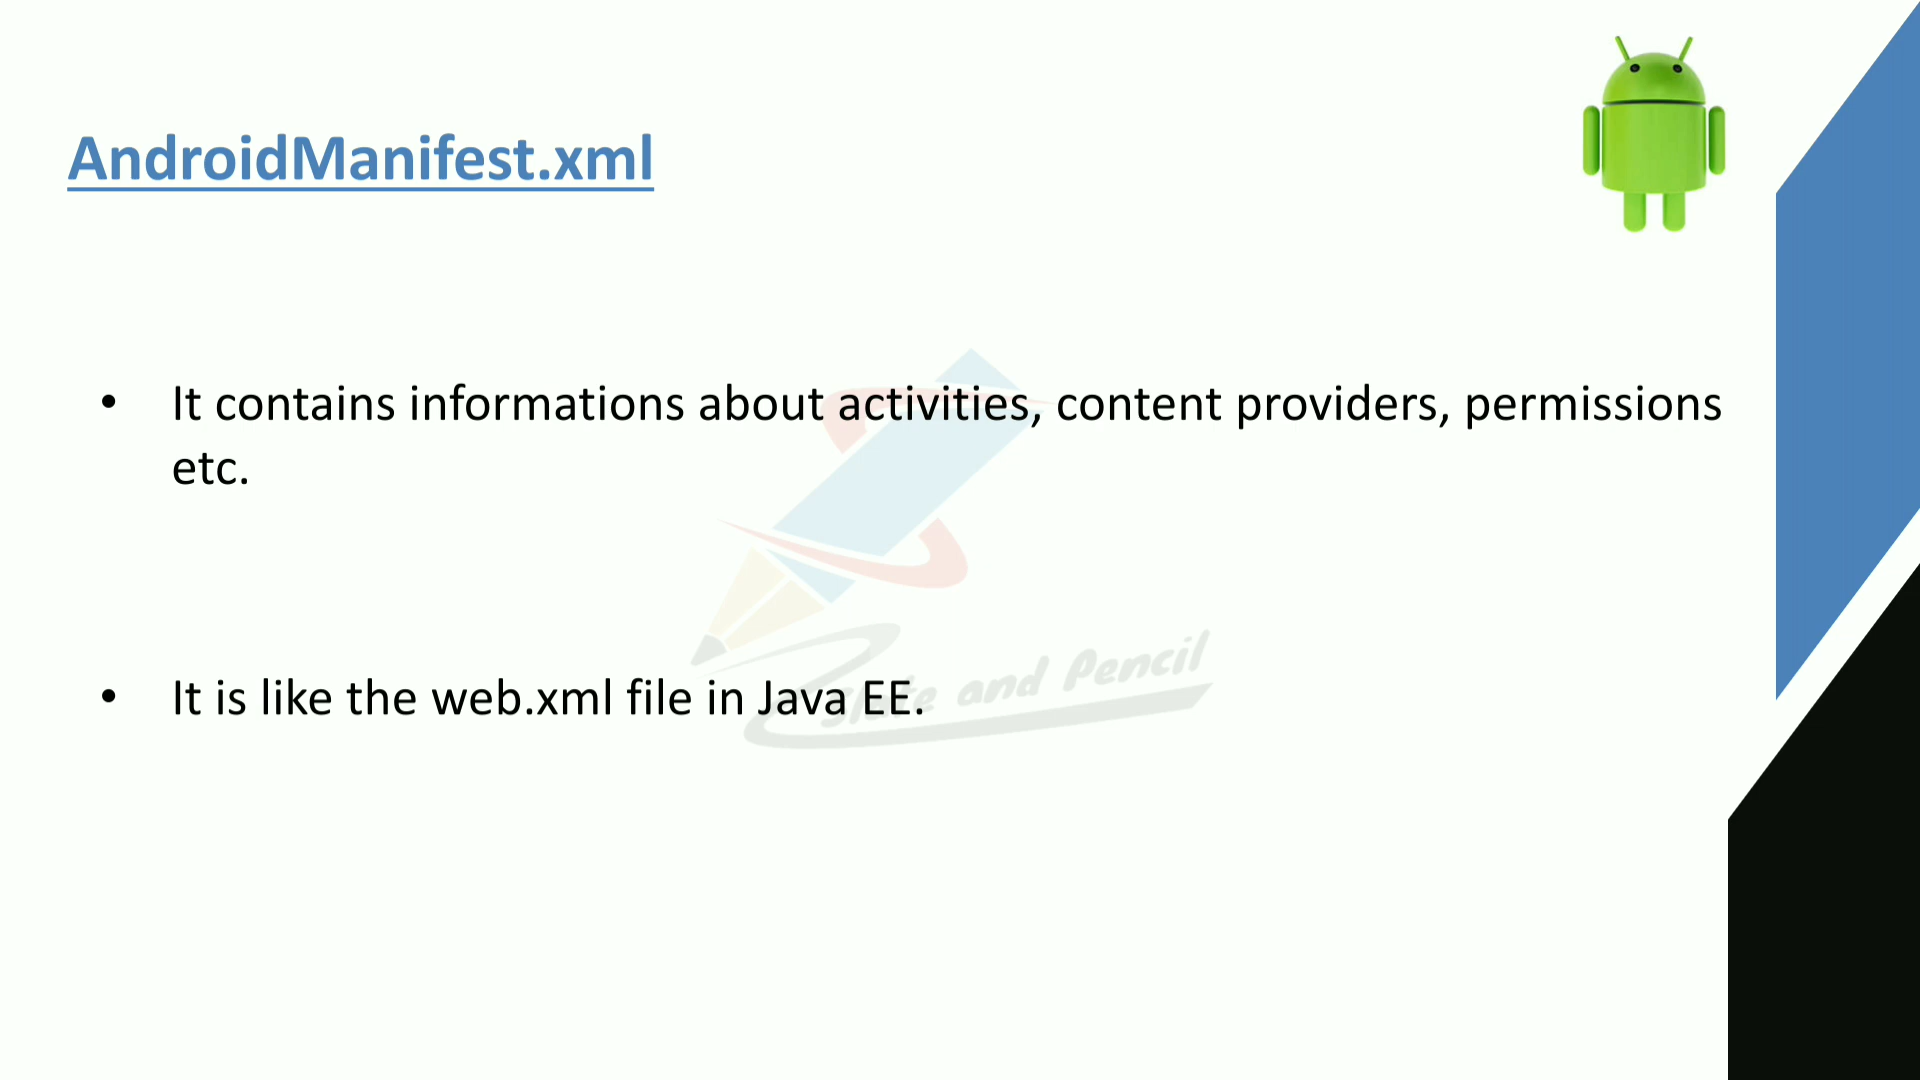 AndroidManifest.xml
• It contains informations about activities, content providers, permissions
etc.
• It is like the web.xml file in Java EE.
Slate and Pencil